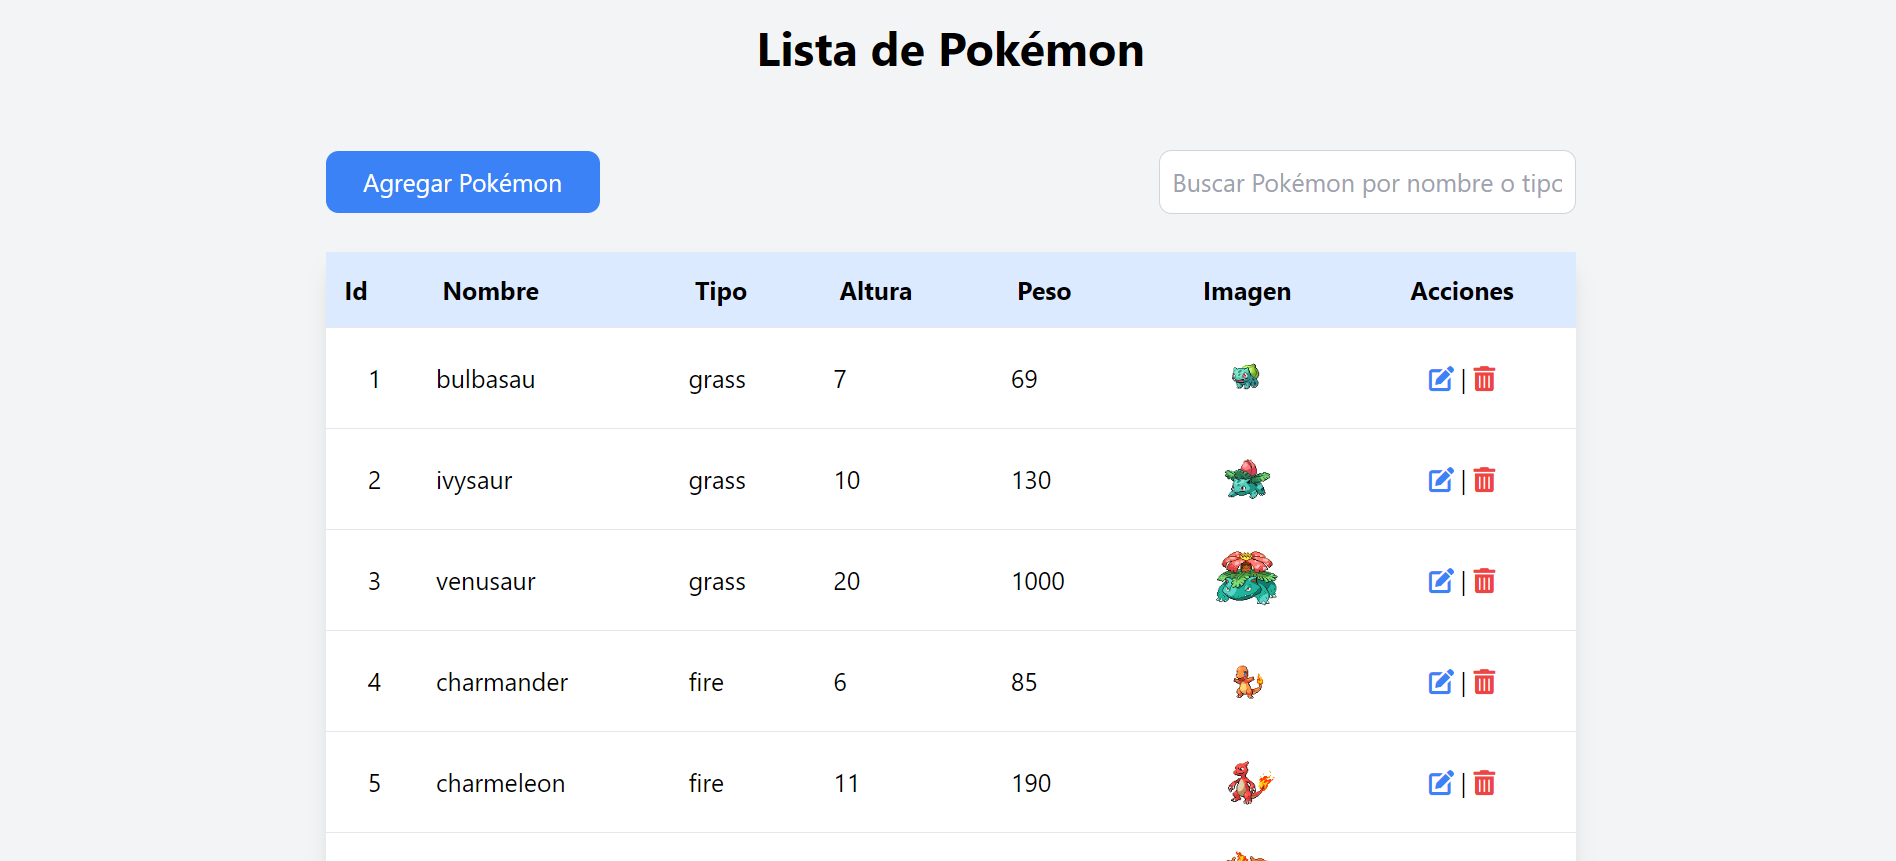 Lista de Pokémon
Agregar Pokémon
Buscar Pokémon por nombre o tipo
Id Nombre Tipo Altura Peso Imagen Acciones
1 bulbasau grass 7 69 |
2 ivysaur grass 10 130 |
3 venusaur grass 20 1000 |
4 charmander fire 6 85 |
5 charmeleon fire 11 190 |